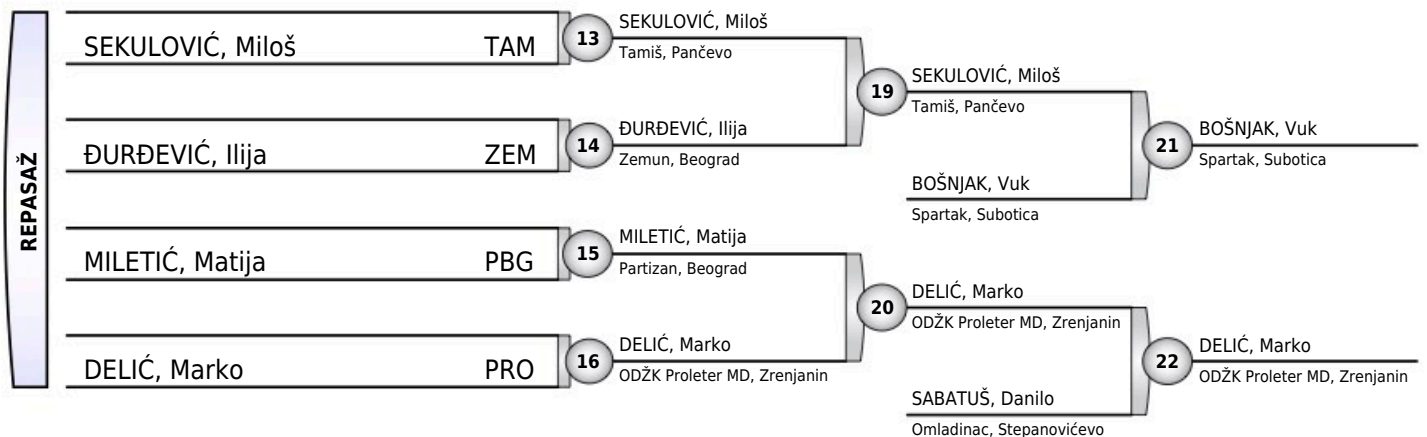 REPASAŽ
SEKULOVIĆ, Miloš TAM
ĐURĐEVIĆ, Ilija ZEM
MILETIĆ, Matija PBG
DELIĆ, Marko PRO
13
SEKULOVIĆ, Miloš
Tamiš, Pančevo
14
ĐURĐEVIĆ, Ilija
Zemun, Beograd
15
MILETIĆ, Matija
Partizan, Beograd
16
DELIĆ, Marko
ODŽK Proleter MD, Zrenjanin
19
SEKULOVIĆ, Miloš
Tamiš, Pančevo
BOŠNJAK, Vuk
Spartak, Subotica
20
DELIĆ, Marko
ODŽK Proleter MD, Zrenjanin
SABATUŠ, Danilo
Omladinac, Stepanovićevo
21
BOŠNJAK, Vuk
Spartak, Subotica
22
DELIĆ, Marko
ODŽK Proleter MD, Zrenjanin